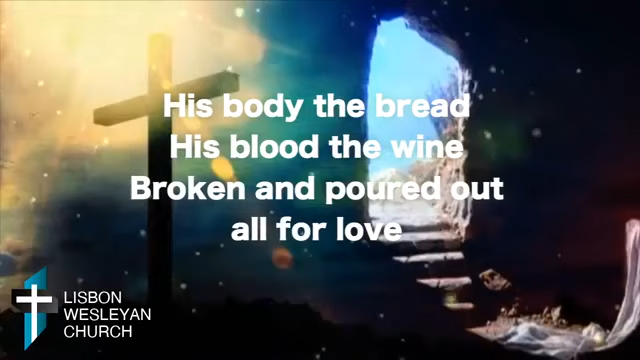 His body the bread
His blood the wine
Broken and poured out
all for love
LISBON
WESLEYAN
CHURCH